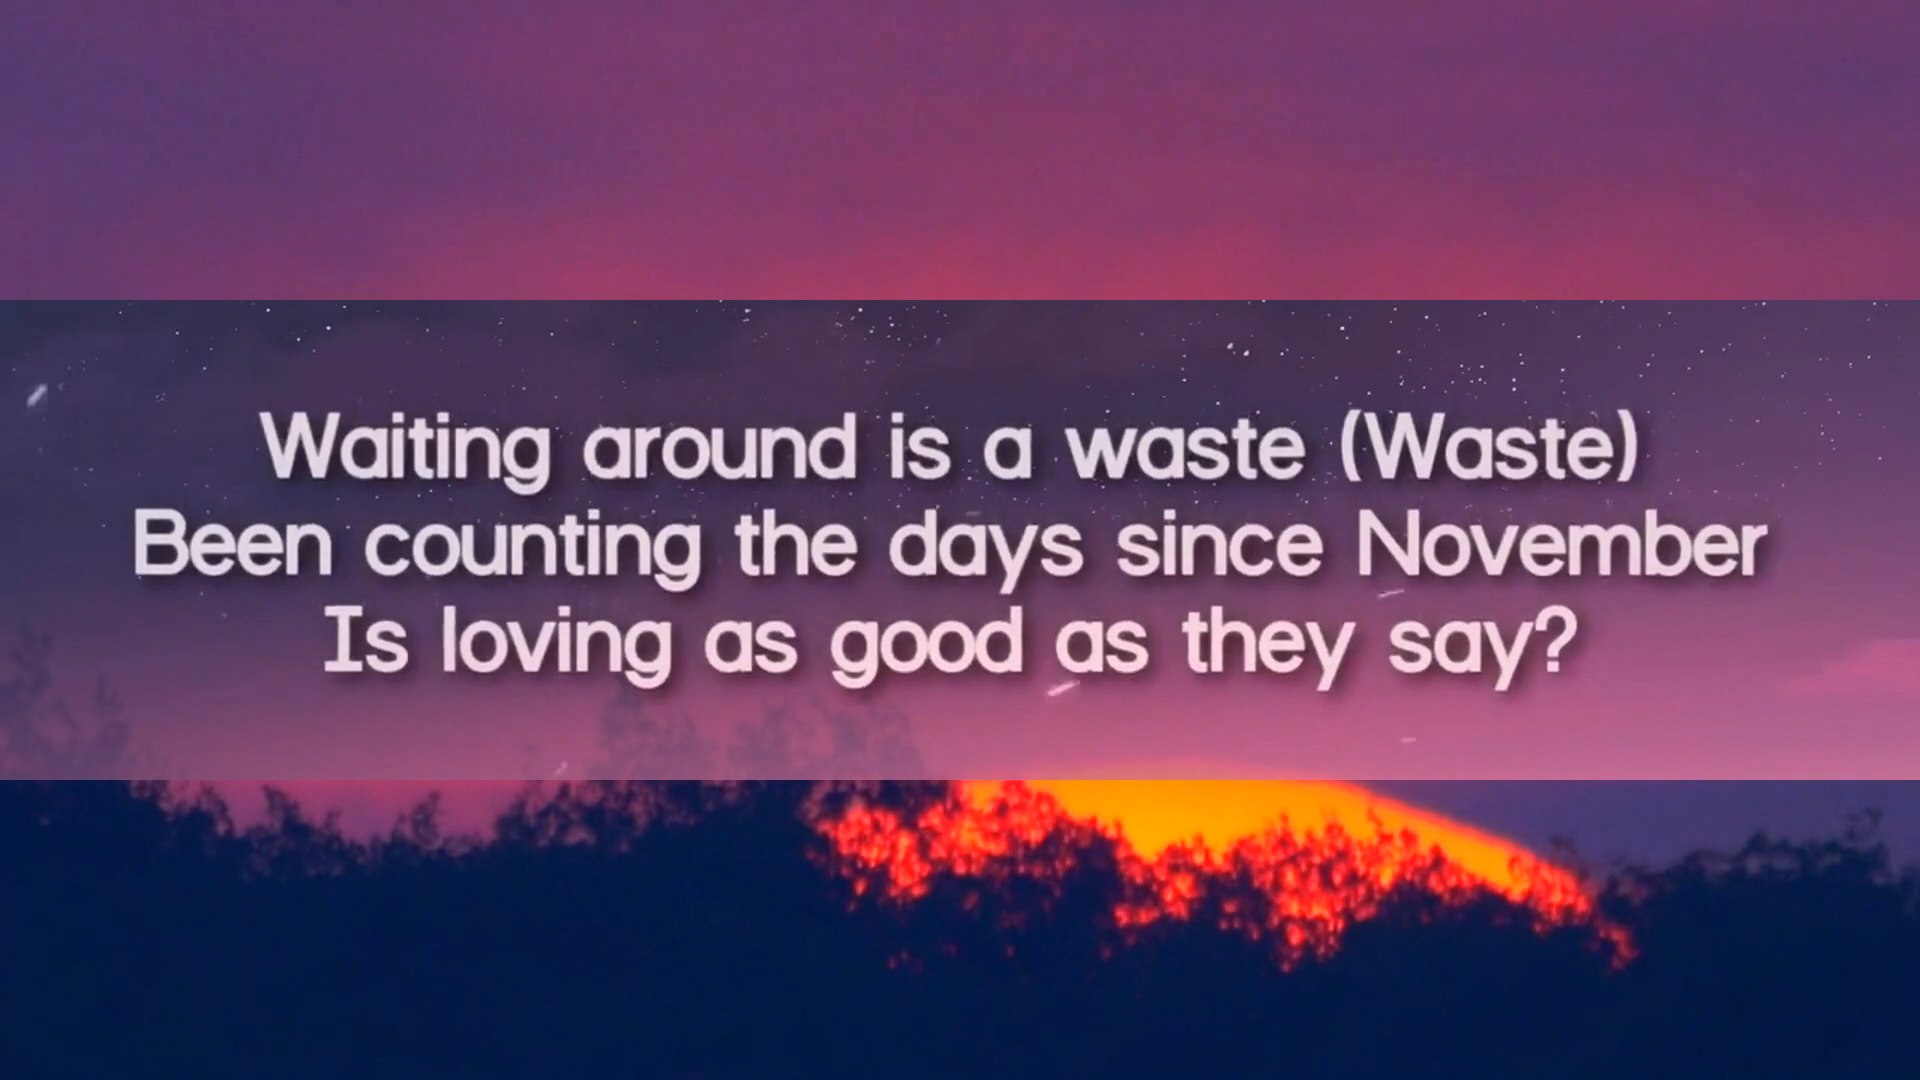 Waiting around is a waste (Waste)
Been counting the days since November
Is loving as good as they say?